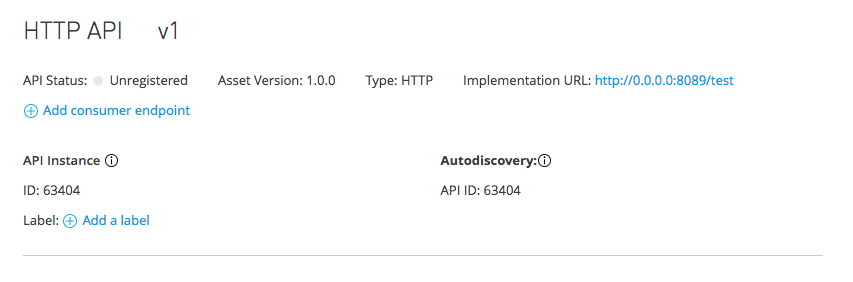 HTTP API v1
API Status: Unregistered Asset Version: 1.0.0 Type: HTTP Implementation URL: http://0.0.0.0:8089/test
Add consumer endpoint
API Instance Autodiscovery:
ID: 63404 API ID: 63404
Label: Add a label